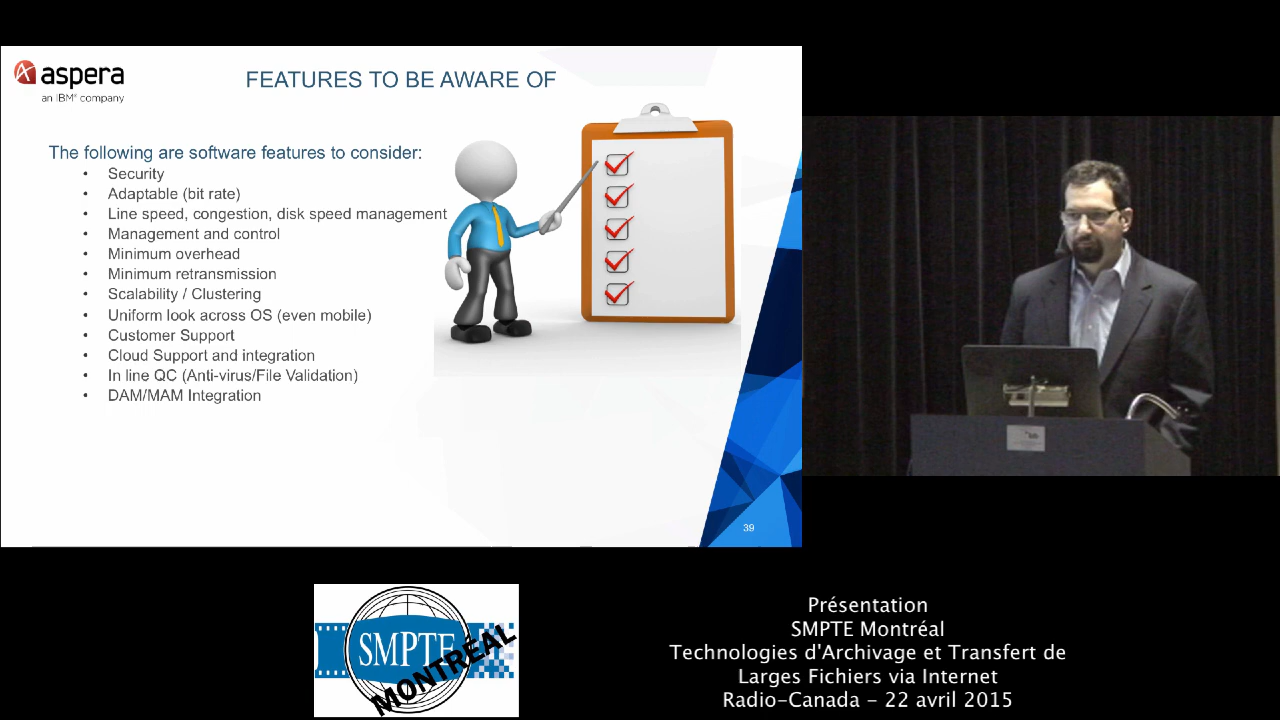 aspera
an IBM® company
FEATURES TO BE AWARE OF
The following are software features to consider:
• Security
• Adaptable (bit rate)
• Line speed, congestion, disk speed management
• Management and control
• Minimum overhead
• Minimum retransmission
• Scalability / Clustering
• Uniform look across OS (even mobile)
• Customer Support
• Cloud Support and integration
• In line QC (Anti-virus/File Validation)
• DAM/MAM Integration
39
SMPTE
MONTRÉAL
Présentation
SMPTE Montréal
Technologies d'Archivage et Transfert de
Larges Fichiers via Internet
Radio-Canada - 22 avril 2015